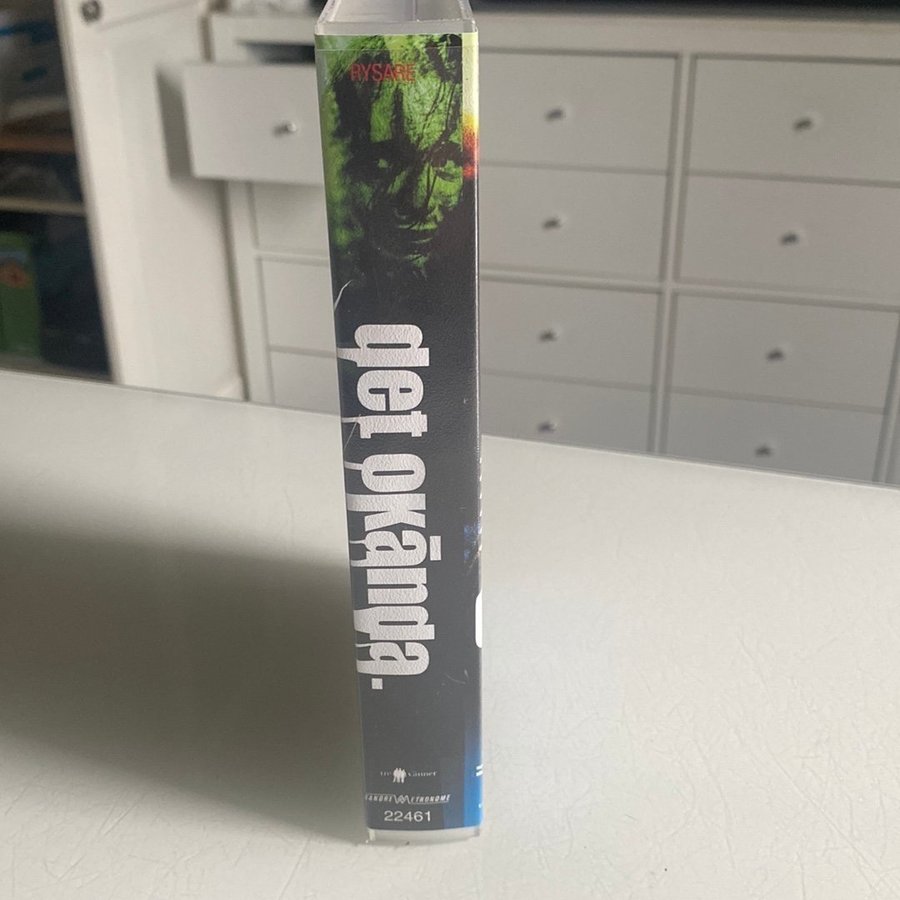 RYSARE
det okända.
Tre Vänner
SANDREW METRONOME
22461